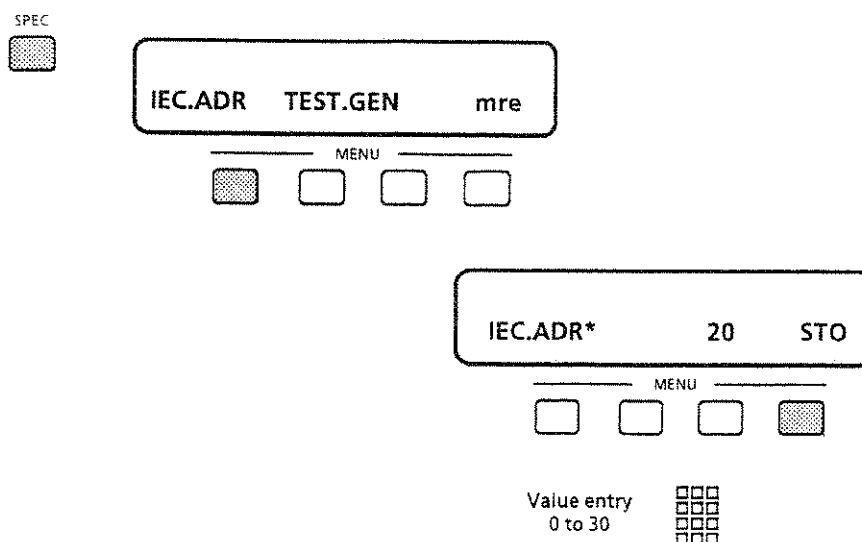 SPEC
IEC.ADR TEST.GEN mre
MENU
IEC.ADR* 20 STO
MENU
Value entry
0 to 30